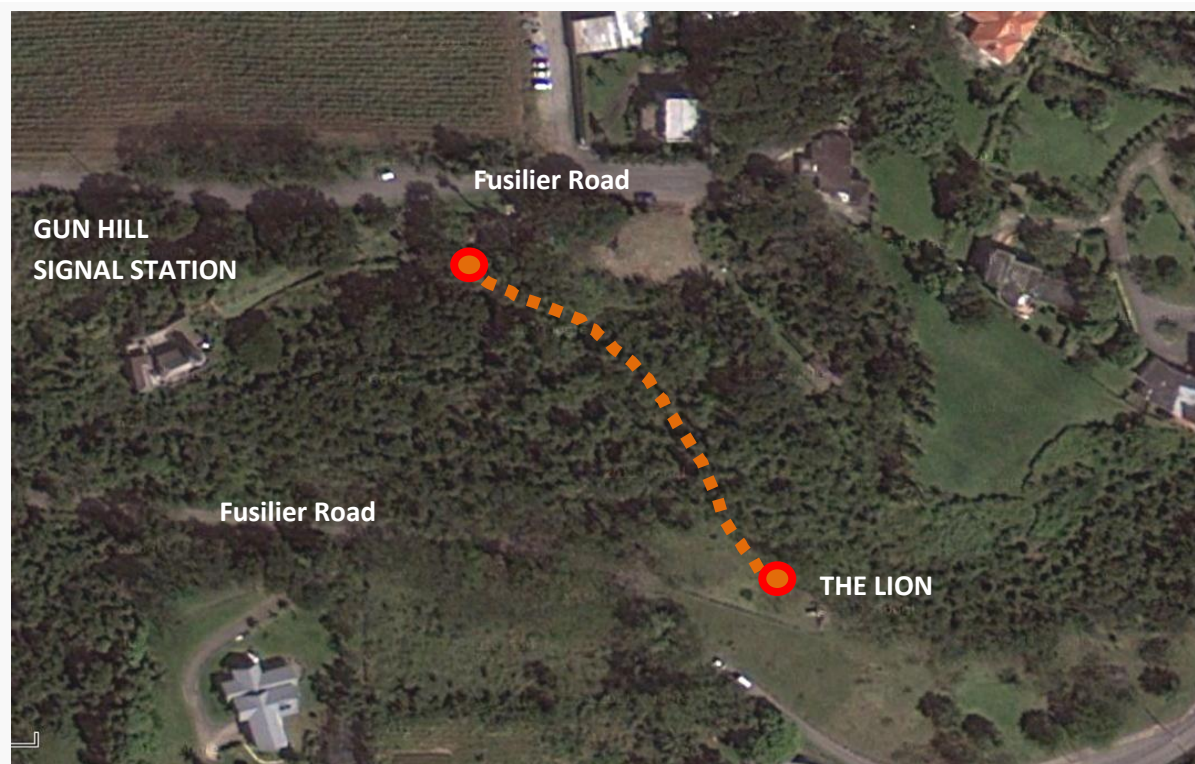 Fusilier Road
GUN HILL
SIGNAL STATION
Fusilier Road
THE LION